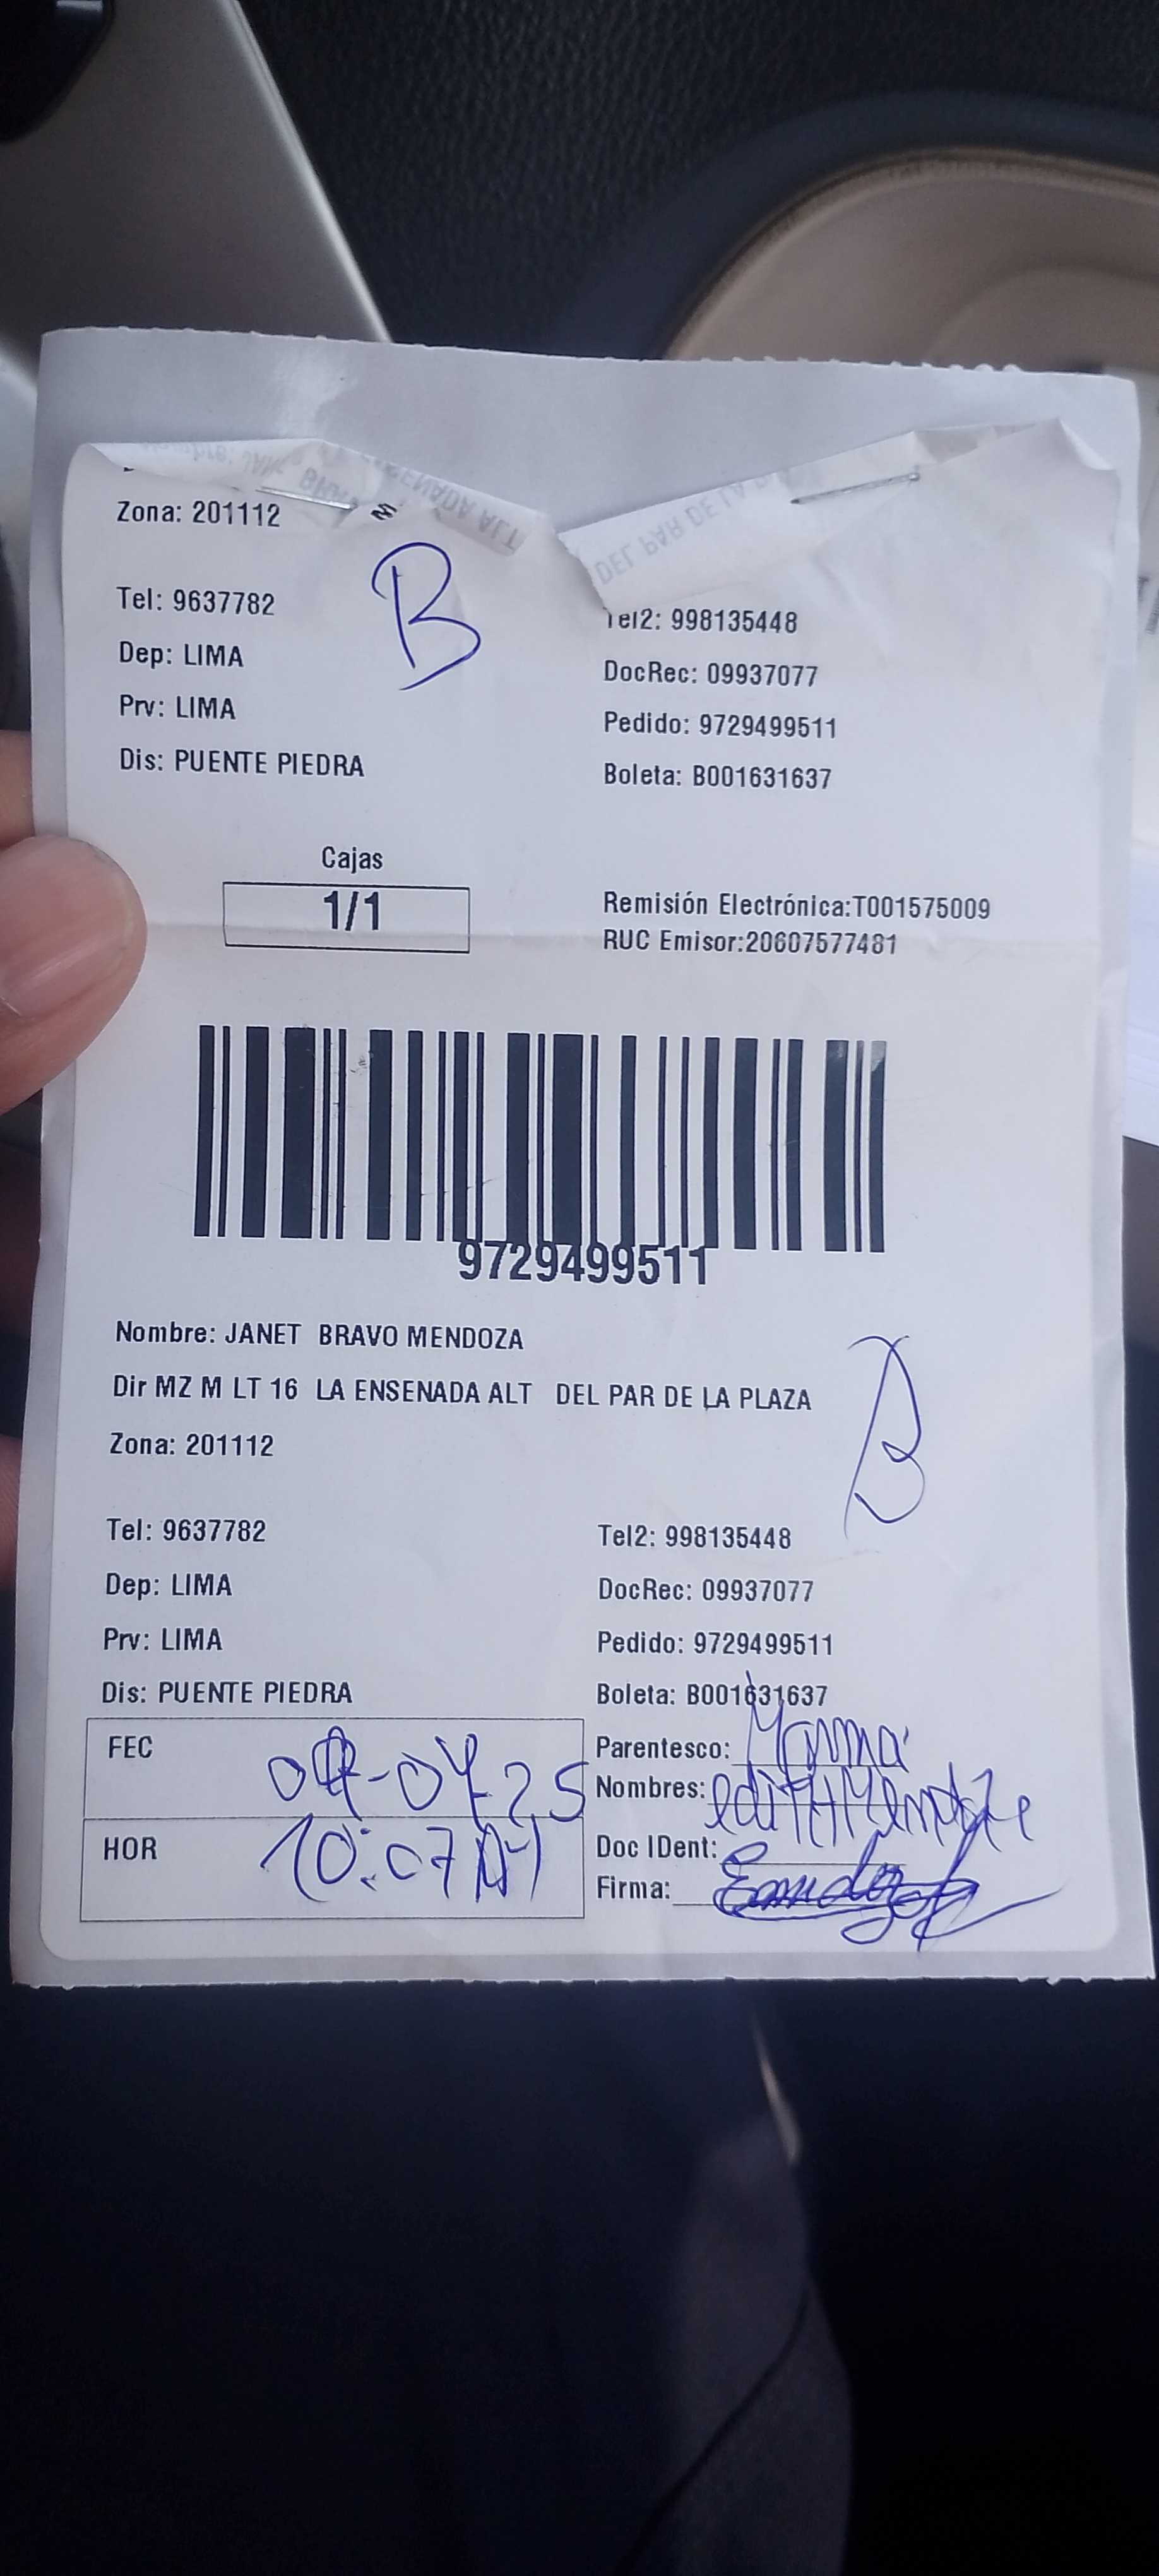 Zona: 201112
B
Tel: 9637782
Tel2: 998135448
Dep: LIMA
DocRec: 09937077
Prv: LIMA
Pedido: 9729499511
Dis: PUENTE PIEDRA
Boleta: B001631637
Cajas
1/1
Remisión Electrónica:T001575009
RUC Emisor:20607577481
9729499511
Nombre: JANET BRAVO MENDOZA
Dir MZ M LT 16 LA ENSENADA ALT DEL PAR DE LA PLAZA
B
Zona: 201112
Tel: 9637782
Tel2: 998135448
Dep: LIMA
DocRec: 09937077
Prv: LIMA
Pedido: 9729499511
Dis: PUENTE PIEDRA
Boleta: B001631637
FEC
Parentesco: Mamá
Nombres: edith
HOR 10:07 AM
Doc IDent:
Firma: